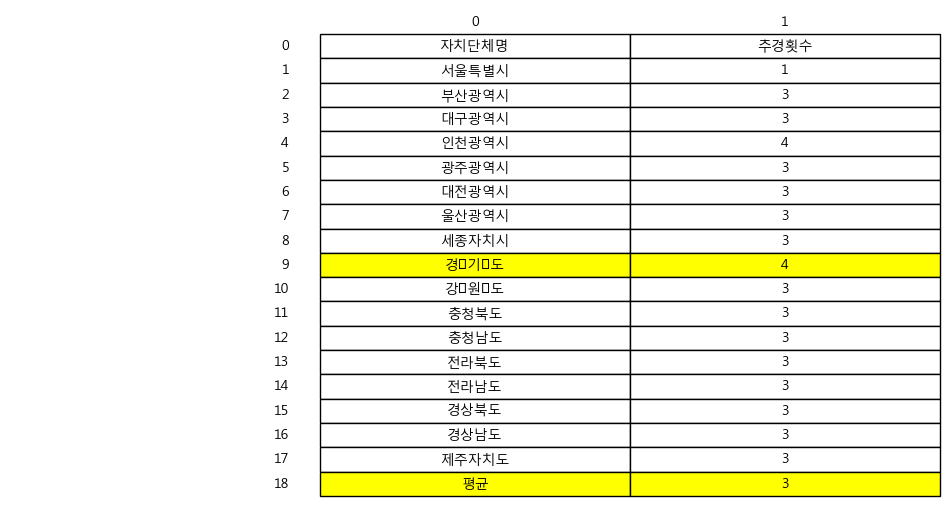 0 1
0 자치단체명 추경횟수
1 서울특별시 1
2 부산광역시 3
3 대구광역시 3
4 인천광역시 4
5 광주광역시 3
6 대전광역시 3
7 울산광역시 3
8 세종자치시 3
9 경▯기▯도 4
10 강▯원▯도 3
11 충청북도 3
12 충청남도 3
13 전라북도 3
14 전라남도 3
15 경상북도 3
16 경상남도 3
17 제주자치도 3
18 평균 3